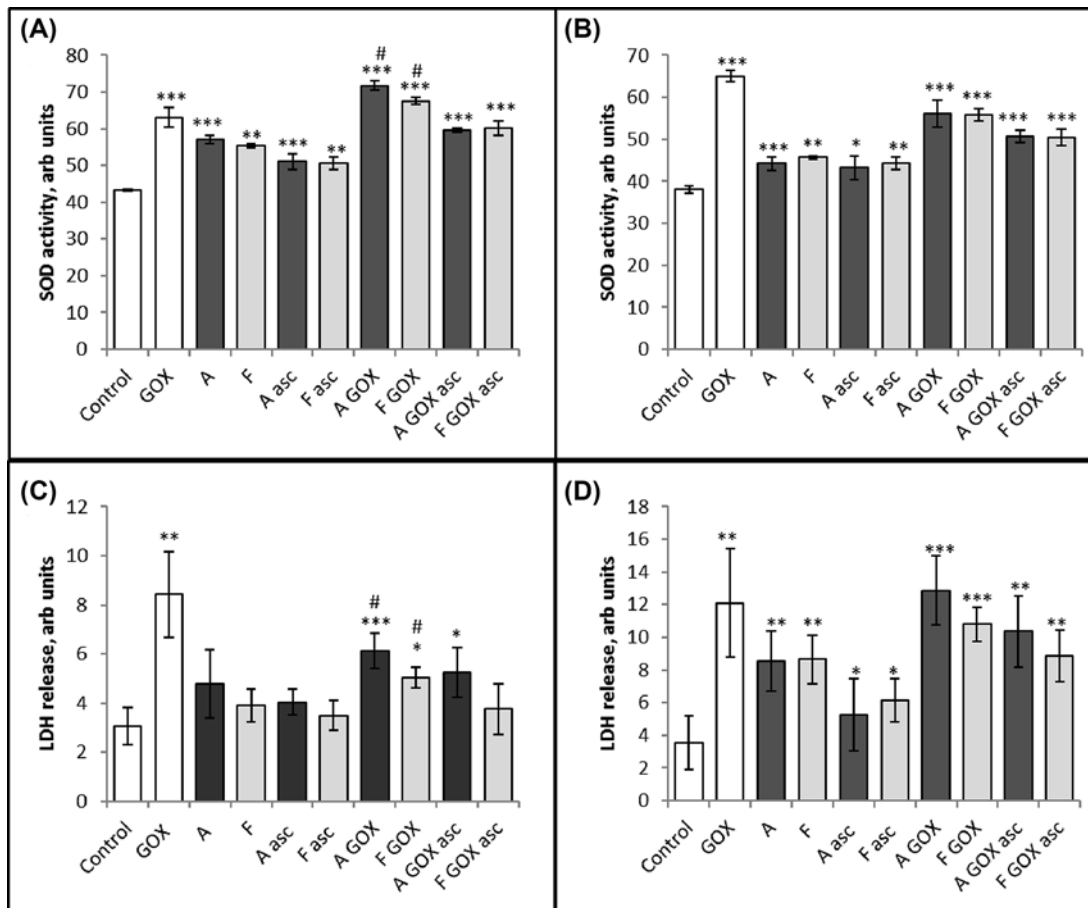 (A)
SOD activity, arb units
80
70
60
50
40
30
20
10
0
***
***
**
***
**
#
***
#
***
***
***
Control
GOX
A
F
A asc
F asc
A GOX
F GOX
A GOX asc
F GOX asc
(B)
SOD activity, arb units
70
60
50
40
30
20
10
0
***
***
**
*
**
***
***
***
***
Control
GOX
A
F
A asc
F asc
A GOX
F GOX
A GOX asc
F GOX asc
(C)
LDH release, arb units
12
10
8
6
4
2
0
**
#
***
#
*
*
Control
GOX
A
F
A asc
F asc
A GOX
F GOX
A GOX asc
F GOX asc
(D)
LDH release, arb units
18
16
14
12
10
8
6
4
2
0
**
**
**
*
*
***
***
**
**
Control
GOX
A
F
A asc
F asc
A GOX
F GOX
A GOX asc
F GOX asc